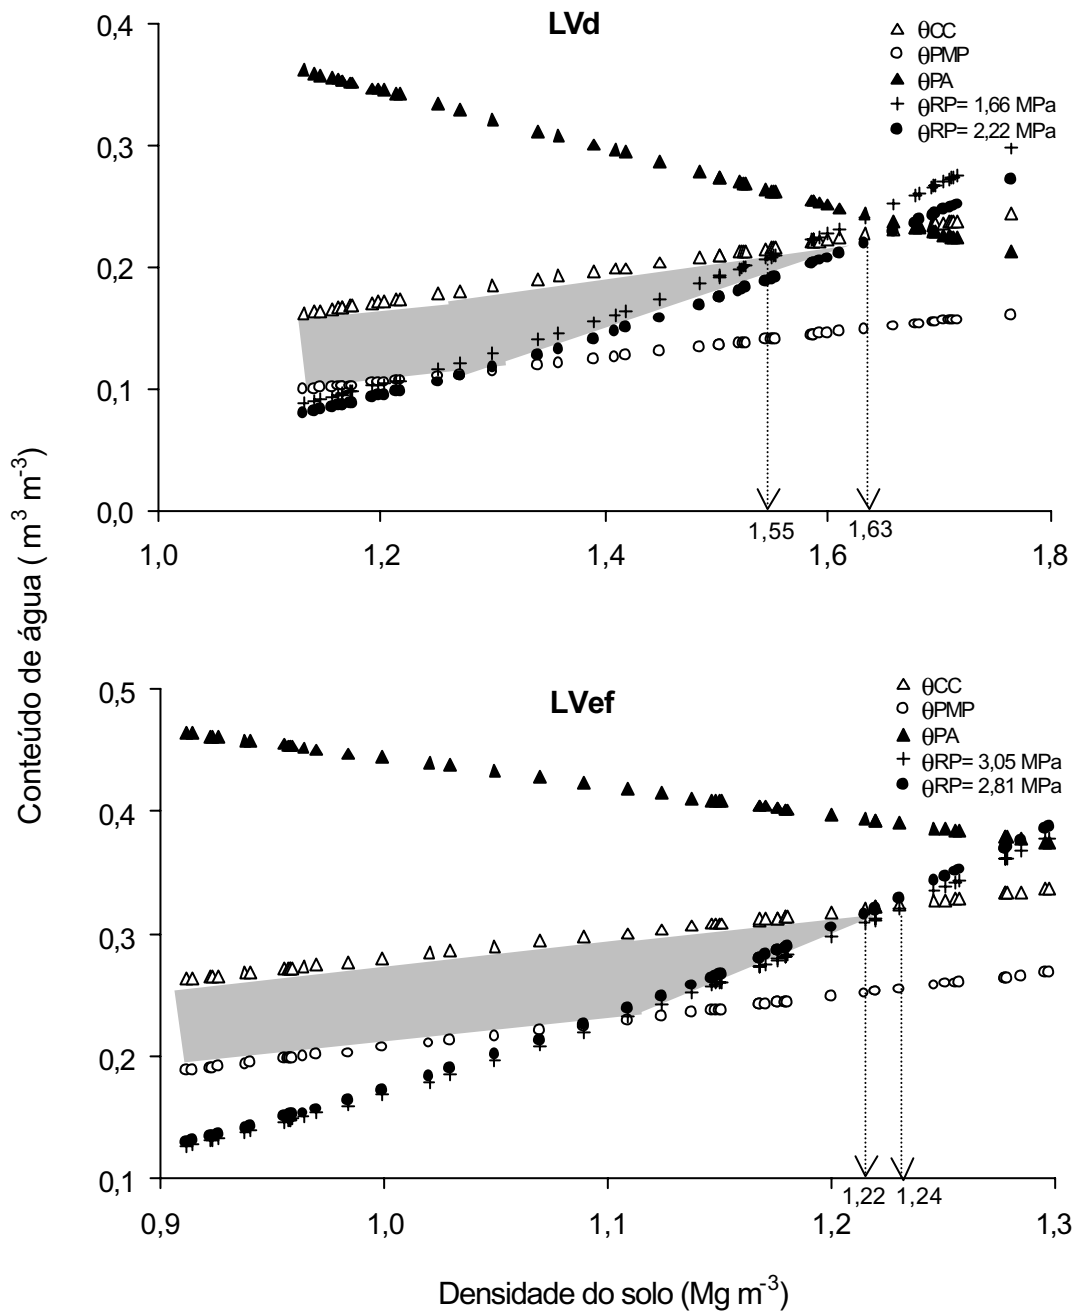 LVd
0,4
0,3
0,2
0,1
0,0
θCC
θPMP
θPA
θRP= 1,66 MPa
θRP= 2,22 MPa
1,55
1,63
1,0
1,2
1,4
1,6
1,8
Conteúdo de água ( m³ m⁻³)
LVef
0,5
0,4
0,3
0,2
0,1
θCC
θPMP
θPA
θRP= 3,05 MPa
θRP= 2,81 MPa
1,22
1,24
0,9
1,0
1,1
1,2
1,3
Densidade do solo (Mg m⁻³)